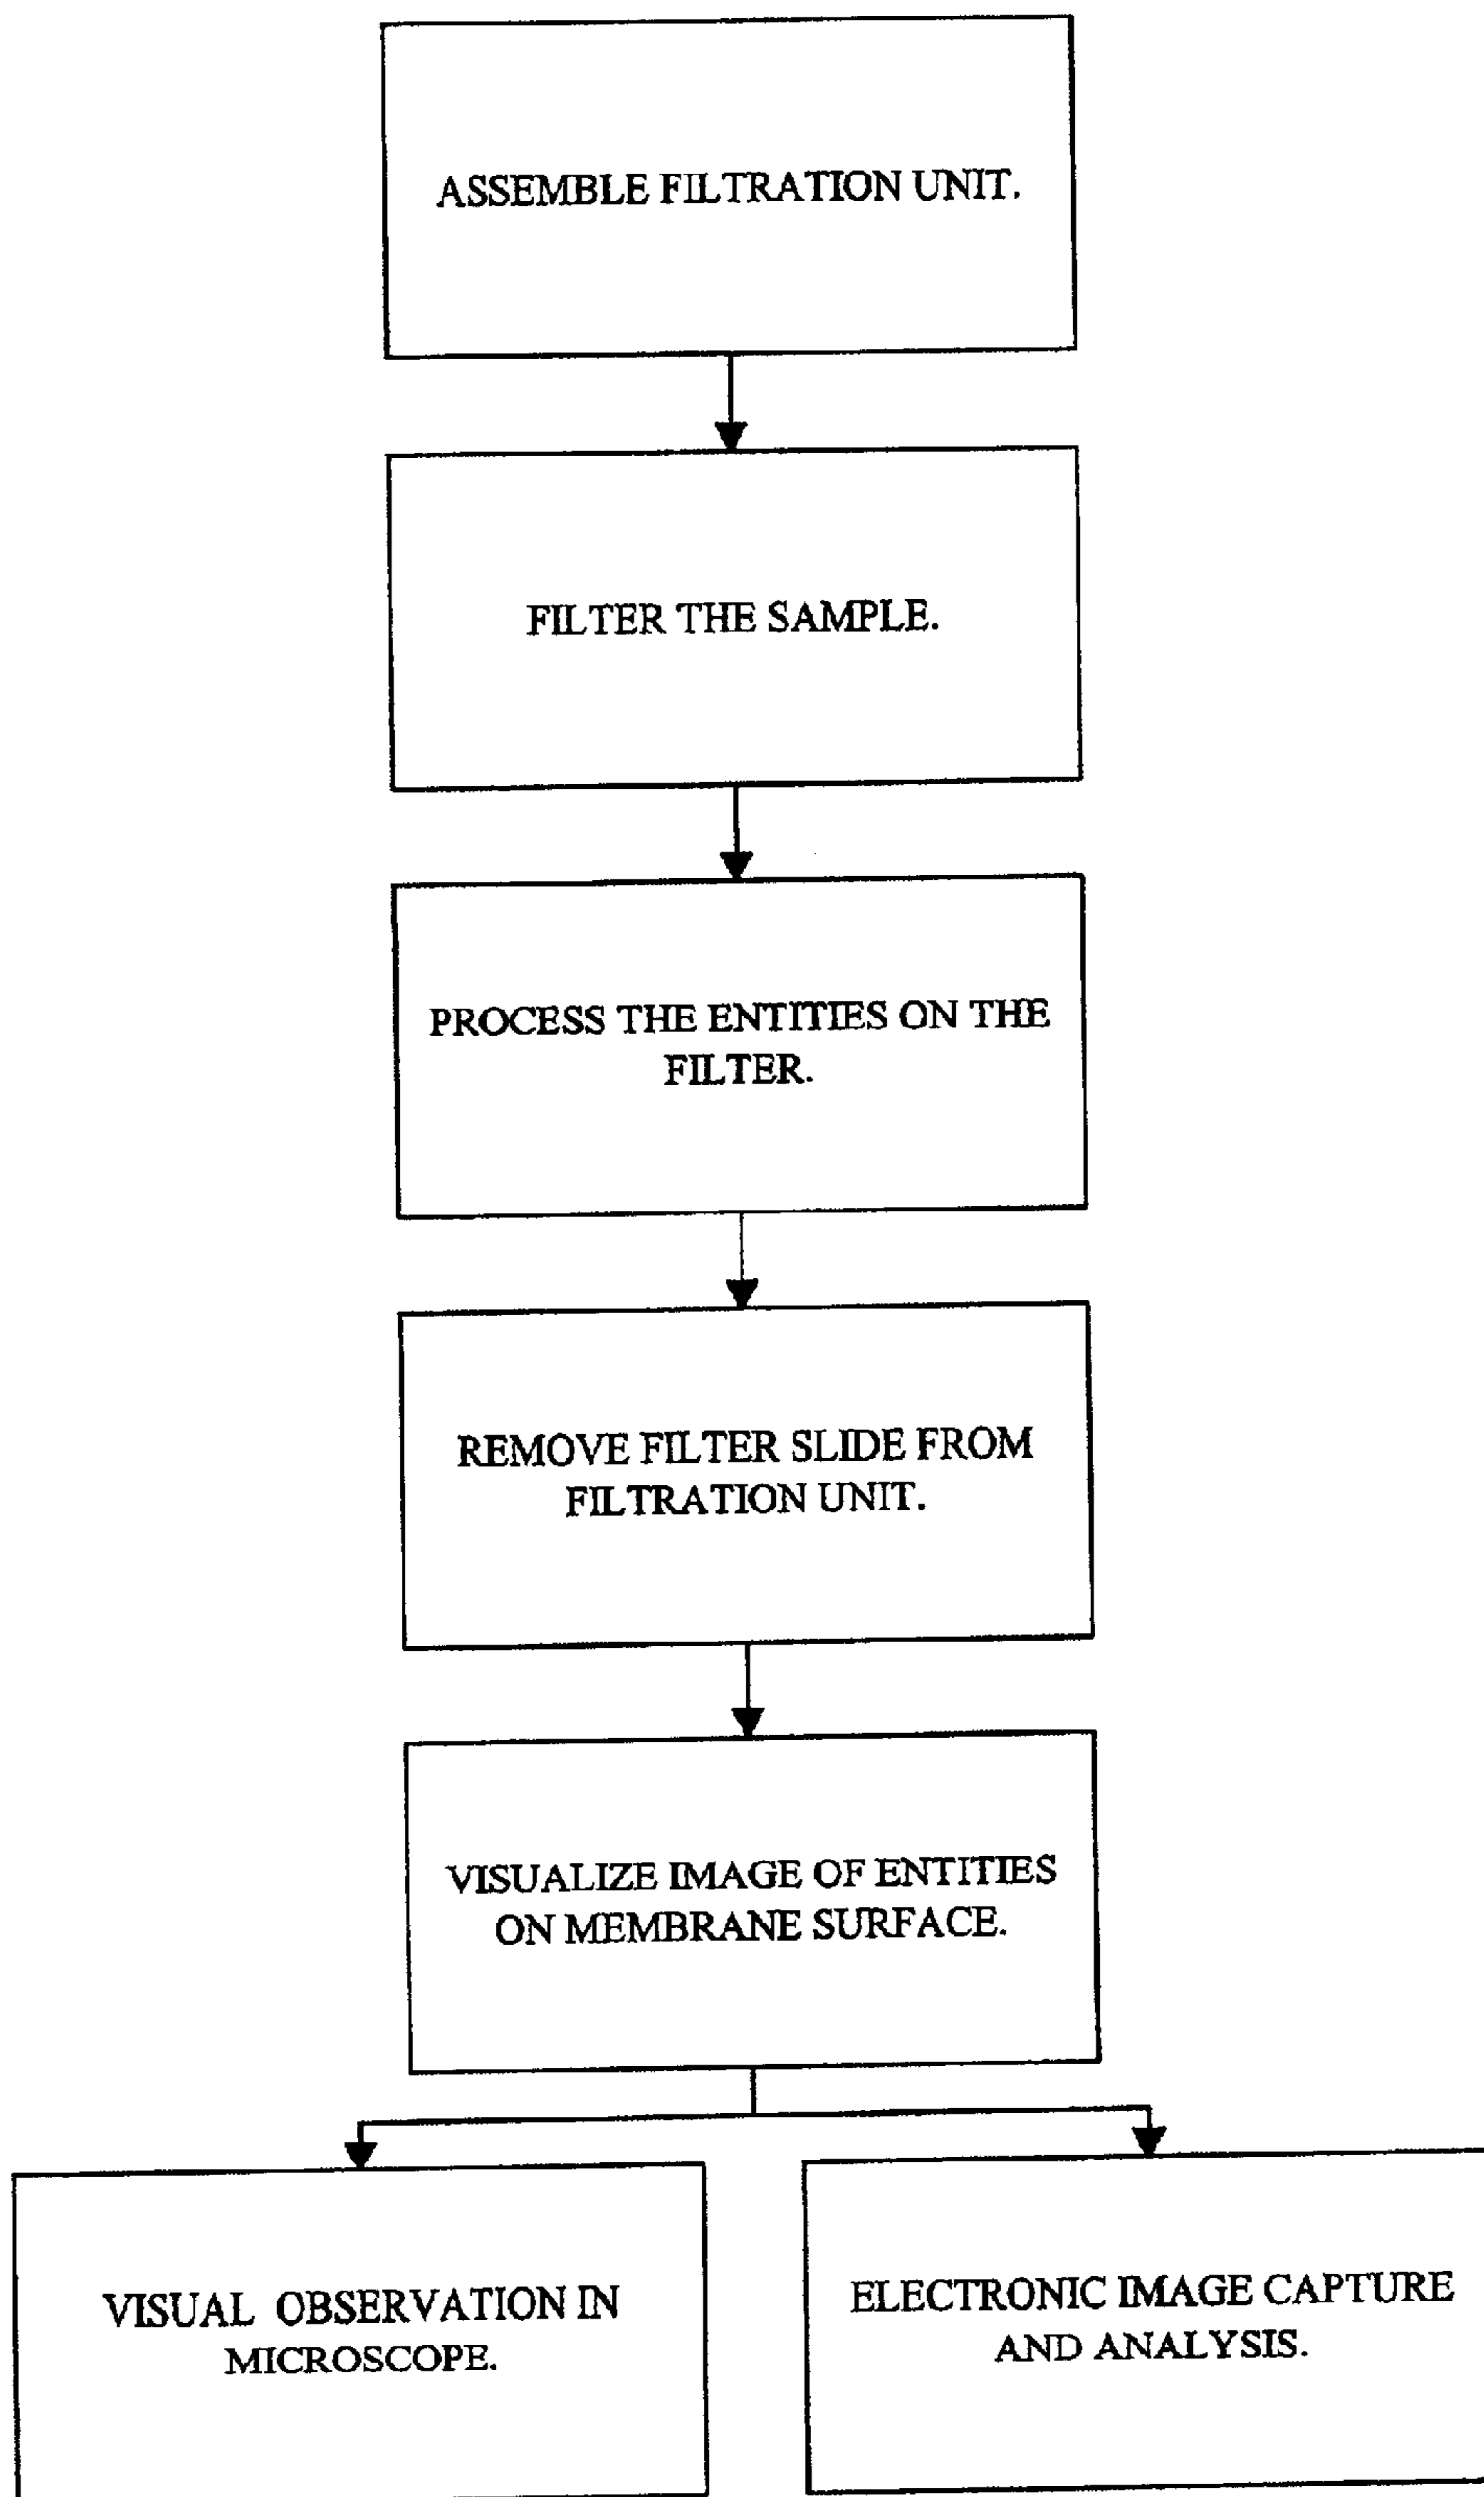 ASSEMBLE FILTRATION UNIT.
FILTER THE SAMPLE.
PROCESS THE ENTITIES ON THE
FILTER.
REMOVE FILTER SLIDE FROM
FILTRATION UNIT.
VISUALIZE IMAGE OF ENTITIES
ON MEMBRANE SURFACE.
VISUAL OBSERVATION IN
MICROSCOPE.
ELECTRONIC IMAGE CAPTURE
AND ANALYSIS.